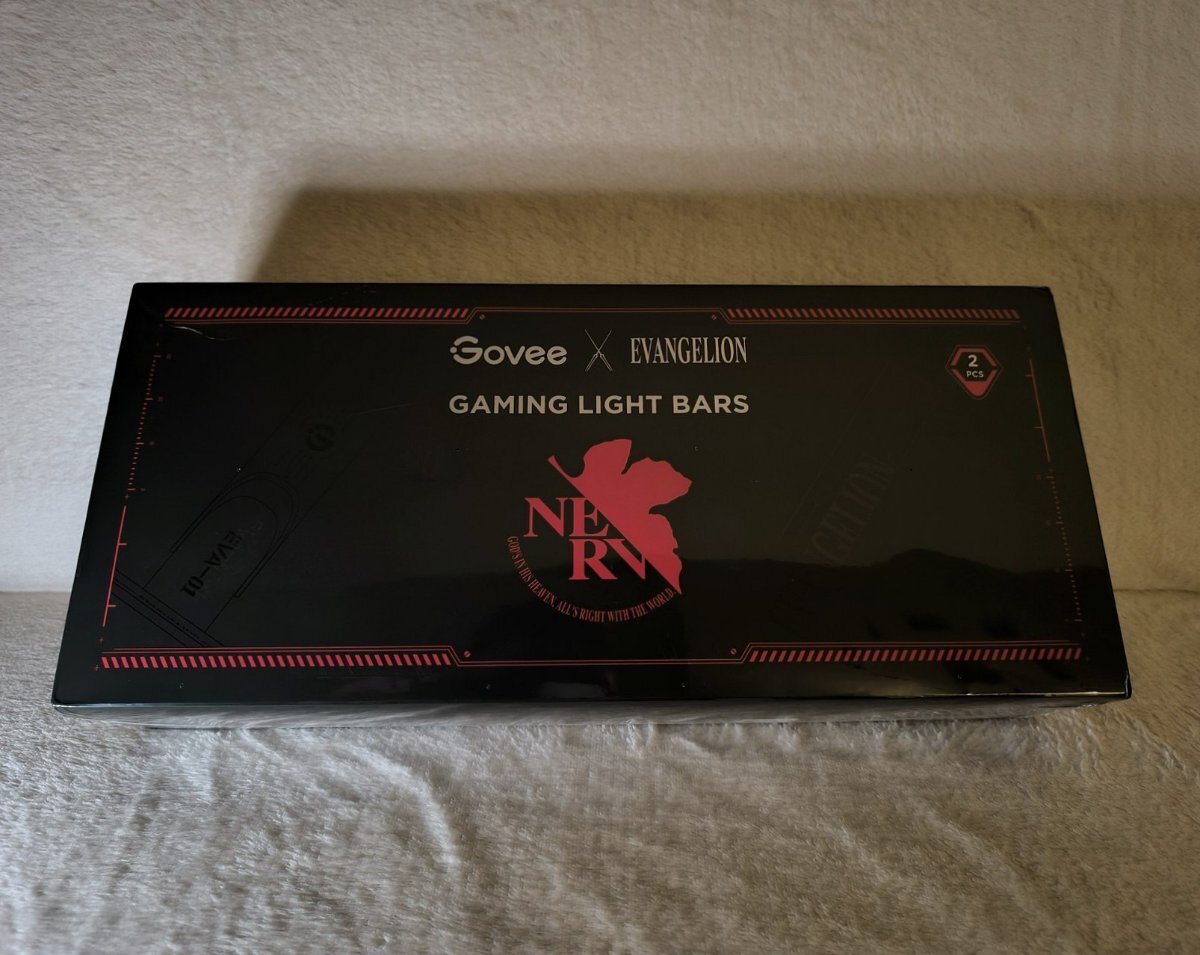 Govee X EVANGELION
2
PCS
GAMING LIGHT BARS
NERV
GOD'S IN HIS HEAVEN. ALL'S RIGHT WITH THE WORLD.
EVA-01